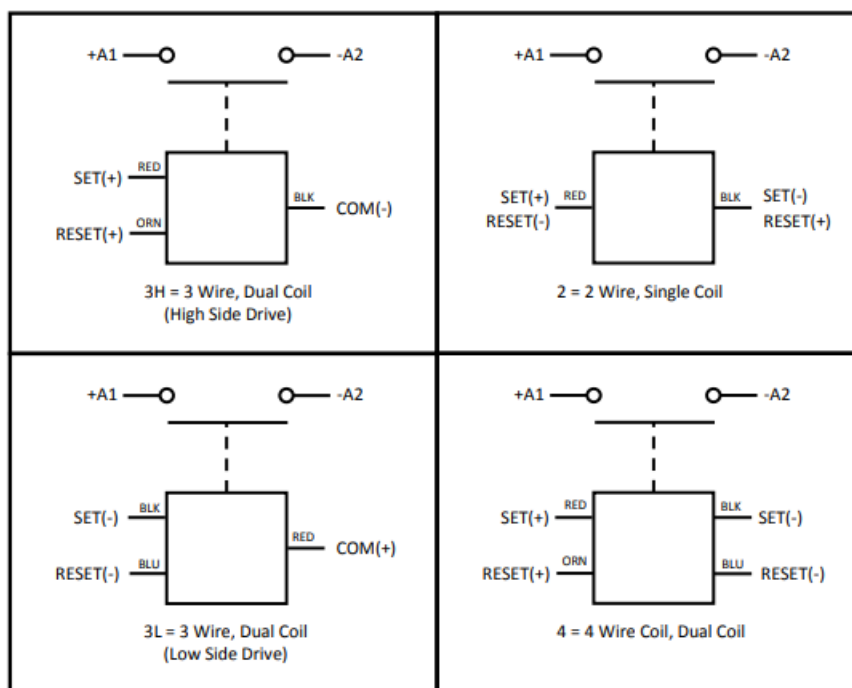 +A1
-A2
RED
SET(+)
BLK
COM(-)
ORN
RESET(+)
3H = 3 Wire, Dual Coil
(High Side Drive)
+A1
-A2
SET(+)
RED
RESET(-)
BLK
SET(-)
RESET(+)
2 = 2 Wire, Single Coil
+A1
-A2
BLK
SET(-)
RED
COM(+)
BLU
RESET(-)
3L = 3 Wire, Dual Coil
(Low Side Drive)
+A1
-A2
RED
SET(+)
BLK
SET(-)
ORN
RESET(+)
BLU
RESET(-)
4 = 4 Wire Coil, Dual Coil